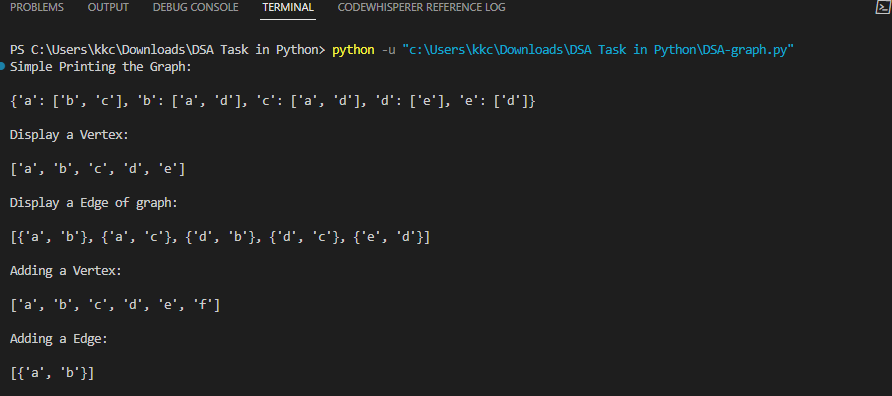 PROBLEMS OUTPUT DEBUG CONSOLE TERMINAL CODEWHISPERER REFERENCE LOG
PS C:\Users\kkc\Downloads\DSA Task in Python> python -u "c:\Users\kkc\Downloads\DSA Task in Python\DSA-graph.py"
Simple Printing the Graph:
{'a': ['b', 'c'], 'b': ['a', 'd'], 'c': ['a', 'd'], 'd': ['e'], 'e': ['d']}
Display a Vertex:
['a', 'b', 'c', 'd', 'e']
Display a Edge of graph:
[{'a', 'b'}, {'a', 'c'}, {'d', 'b'}, {'d', 'c'}, {'e', 'd'}]
Adding a Vertex:
['a', 'b', 'c', 'd', 'e', 'f']
Adding a Edge:
[{'a', 'b'}]